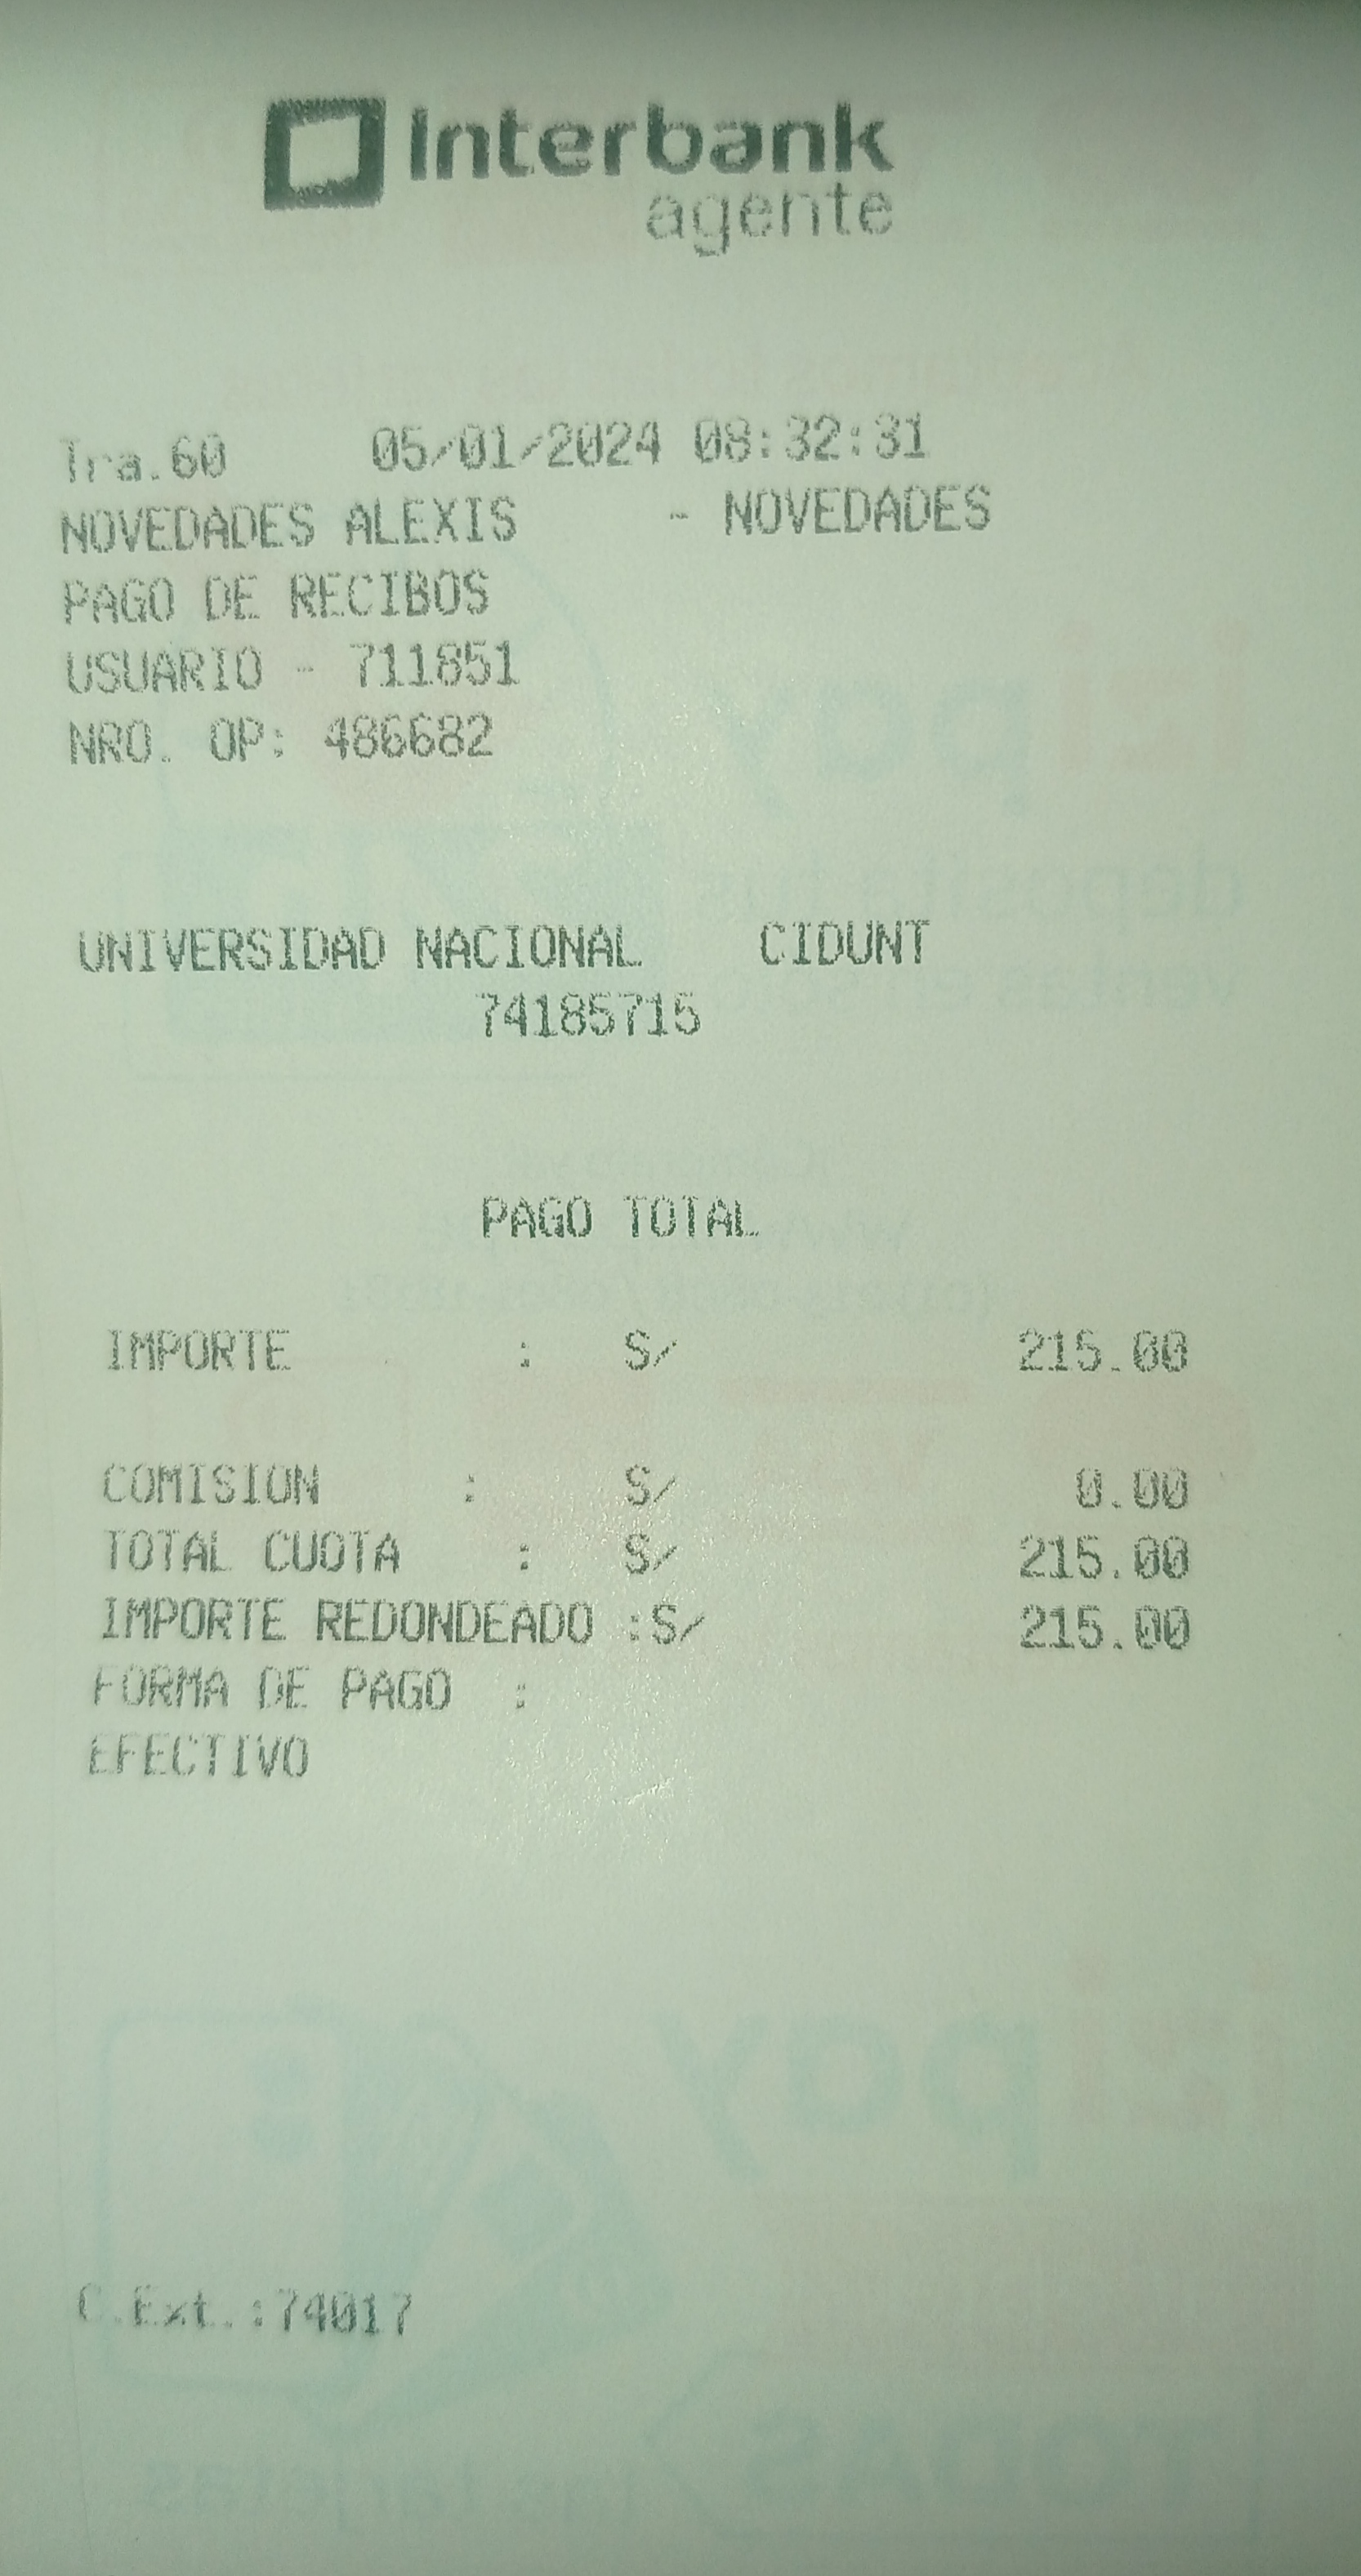 Interbank
agente
Tra.60 05/01/2024 08:32:31
NOVEDADES ALEXIS - NOVEDADES
PAGO DE RECIBOS
USUARIO - 711851
NRO. OP: 486682
UNIVERSIDAD NACIONAL CIDUNT
74185715
PAGO TOTAL
IMPORTE : S/ 215.00
COMISION : S/ 0.00
TOTAL CUOTA : S/ 215.00
IMPORTE REDONDEADO :S/ 215.00
FORMA DE PAGO :
EFECTIVO
C.Ext.:74017